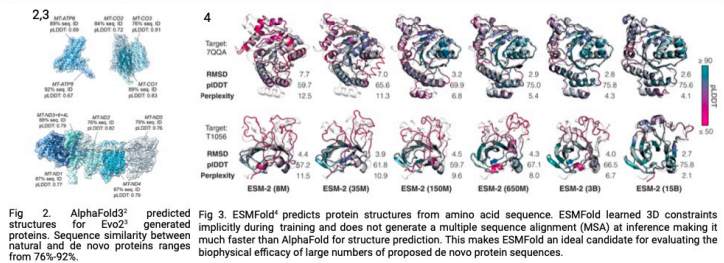 2,3
MT-ATP6
89% seq. ID
pLDDT: 0.69
MT-CO2
84% seq. ID
pLDDT: 0.72
MT-CO3
76% seq. ID
pLDDT: 0.81
MT-ATP8
92% seq. ID
pLDDT: 0.67
MT-CO1
89% seq. ID
pLDDT: 0.83
MT-ND3+6+4L
88% seq. ID
pLDDT: 0.79
MT-ND2
76% seq. ID
pLDDT: 0.82
MT-ND5
79% seq. ID
pLDDT: 0.76
MT-ND1
87% seq. ID
pLDDT: 0.77
MT-ND4
87% seq. ID
pLDDT: 0.79
Fig 2. AlphaFold3² predicted
structures for Evo2³ generated
proteins. Sequence similarity between
natural and de novo proteins ranges
from 76%-92%.
4
Target:
7QQA
RMSD 7.7 7.0 3.2 2.9 2.8 2.6
plDDT 59.7 65.6 69.9 75.0 75.8 75.6
Perplexity 12.5 11.3 6.8 5.4 4.3 4.1
Target:
T1056
RMSD 4.4 3.9 4.5 4.3 4.0 2.7
plDDT 57.2 61.8 59.7 67.1 66.5 75.8
Perplexity 11.5 10.9 9.6 8.0 6.7 2.1
ESM-2 (8M) ESM-2 (35M) ESM-2 (150M) ESM-2 (650M) ESM-2 (3B) ESM-2 (15B)
≥ 90
pLDDT
≤ 50
Fig 3. ESMFold⁴ predicts protein structures from amino acid sequence. ESMFold learned 3D constraints
implicitly during training and does not generate a multiple sequence alignment (MSA) at inference making it
much faster than AlphaFold for structure prediction. This makes ESMFold an ideal candidate for evaluating the
biophysical efficacy of large numbers of proposed de novo protein sequences.